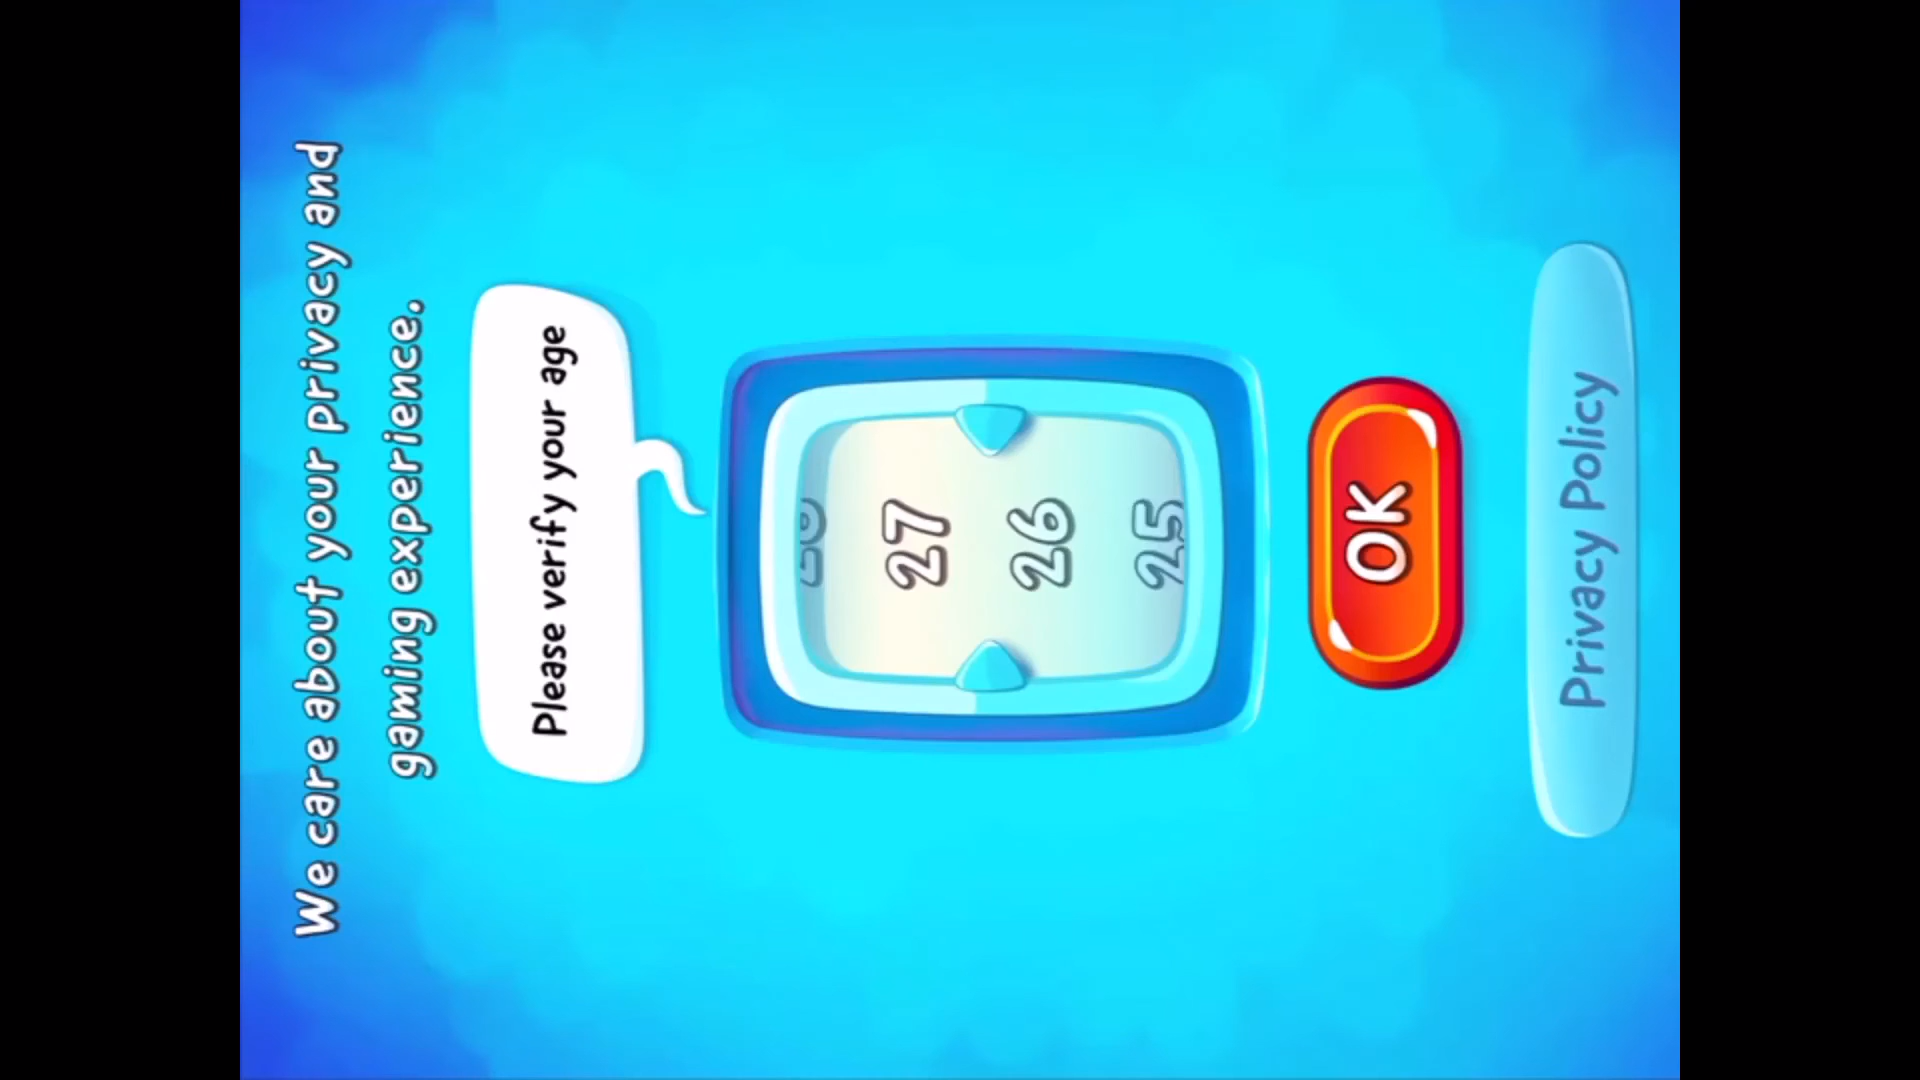 We care about your privacy and
gaming experience.
Please verify your age
27
26
25
OK
Privacy Policy